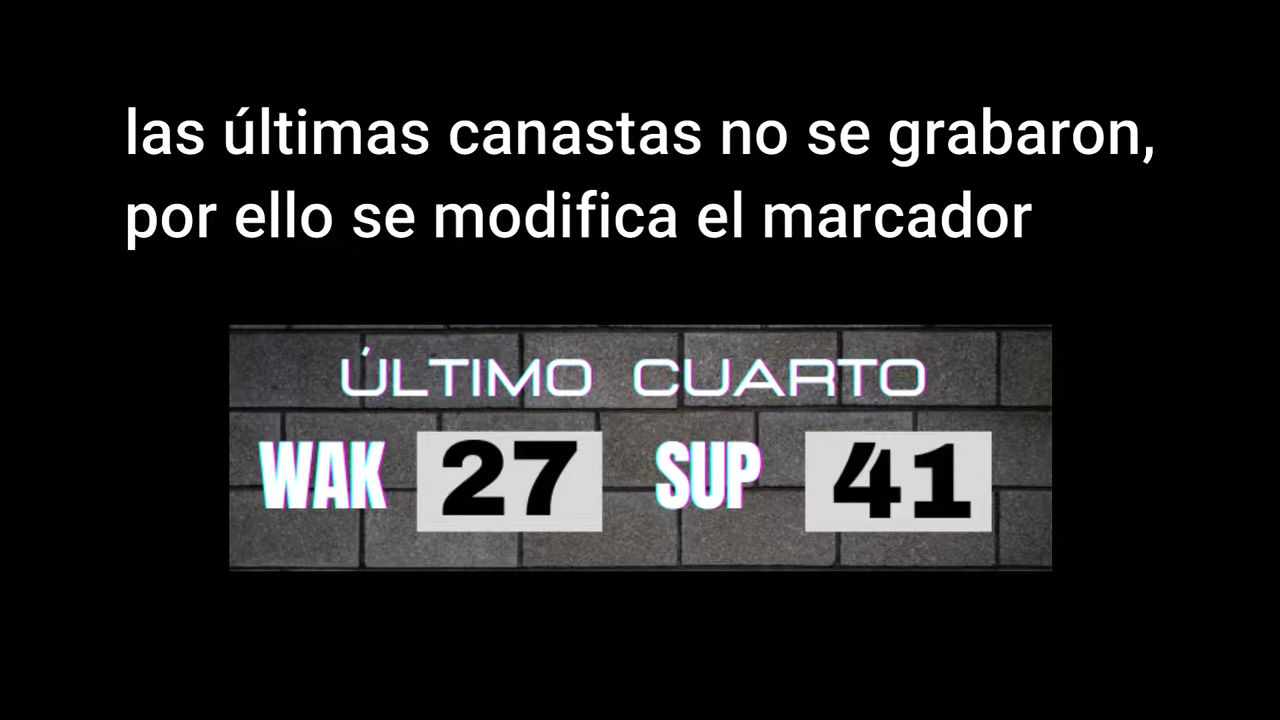 las últimas canastas no se grabaron,
por ello se modifica el marcador
ÚLTIMO CUARTO
WAK 27 SUP 41